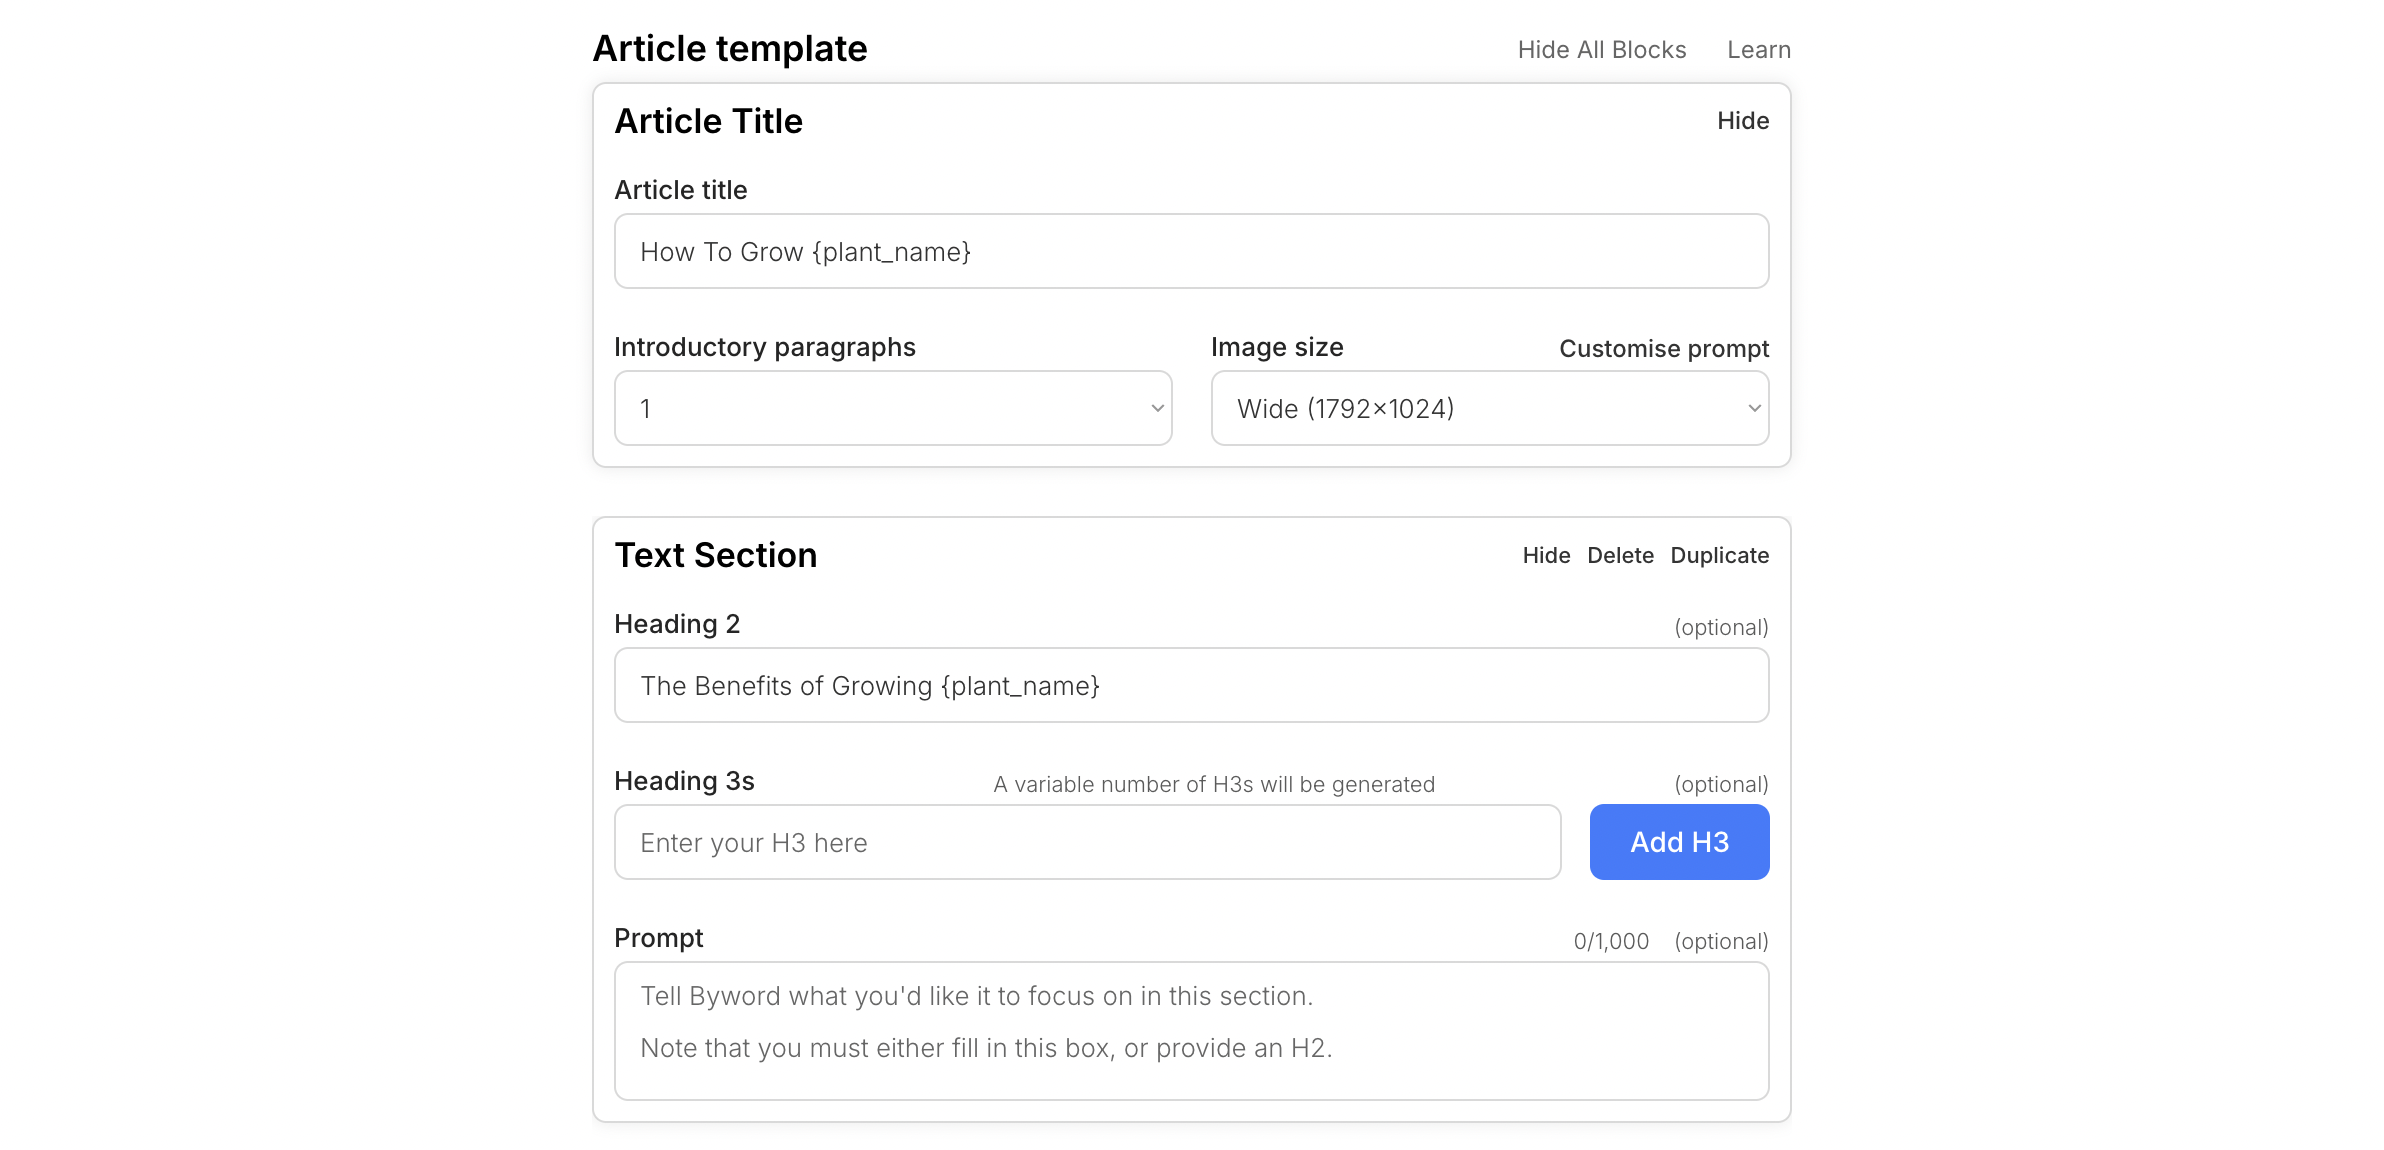 Article template
Hide All Blocks Learn
Article Title
Hide
Article title
How To Grow {plant_name}
Introductory paragraphs
1
Image size
Customise prompt
Wide (1792×1024)
Text Section
Hide Delete Duplicate
Heading 2
(optional)
The Benefits of Growing {plant_name}
Heading 3s
A variable number of H3s will be generated
(optional)
Enter your H3 here
Add H3
Prompt
0/1,000 (optional)
Tell Byword what you'd like it to focus on in this section.
Note that you must either fill in this box, or provide an H2.